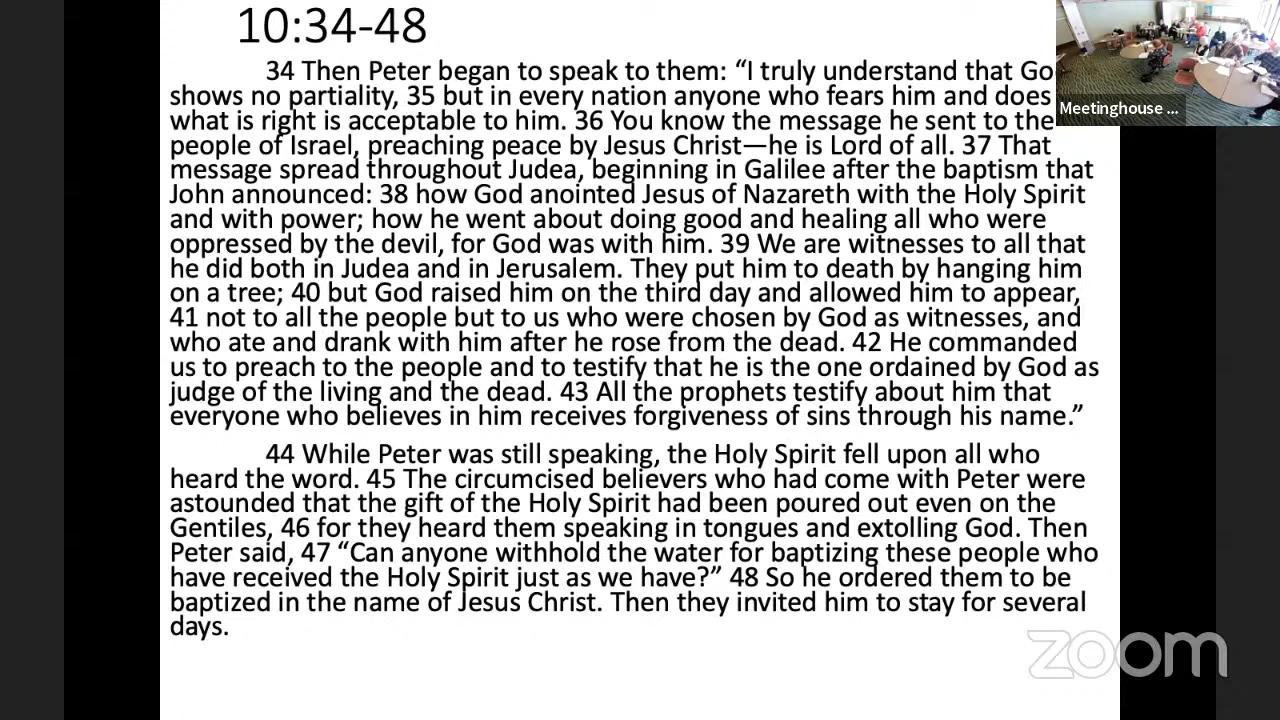 10:34-48
34 Then Peter began to speak to them: “I truly understand that Go
shows no partiality, 35 but in every nation anyone who fears him and does
what is right is acceptable to him. 36 You know the message he sent to the
people of Israel, preaching peace by Jesus Christ—he is Lord of all. 37 That
message spread throughout Judea, beginning in Galilee after the baptism that
John announced: 38 how God anointed Jesus of Nazareth with the Holy Spirit
and with power; how he went about doing good and healing all who were
oppressed by the devil, for God was with him. 39 We are witnesses to all that
he did both in Judea and in Jerusalem. They put him to death by hanging him
on a tree; 40 but God raised him on the third day and allowed him to appear,
41 not to all the people but to us who were chosen by God as witnesses, and
who ate and drank with him after he rose from the dead. 42 He commanded
us to preach to the people and to testify that he is the one ordained by God as
judge of the living and the dead. 43 All the prophets testify about him that
everyone who believes in him receives forgiveness of sins through his name.”
44 While Peter was still speaking, the Holy Spirit fell upon all who
heard the word. 45 The circumcised believers who had come with Peter were
astounded that the gift of the Holy Spirit had been poured out even on the
Gentiles, 46 for they heard them speaking in tongues and extolling God. Then
Peter said, 47 “Can anyone withhold the water for baptizing these people who
have received the Holy Spirit just as we have?” 48 So he ordered them to be
baptized in the name of Jesus Christ. Then they invited him to stay for several
days.
Meetinghouse ...
zoom